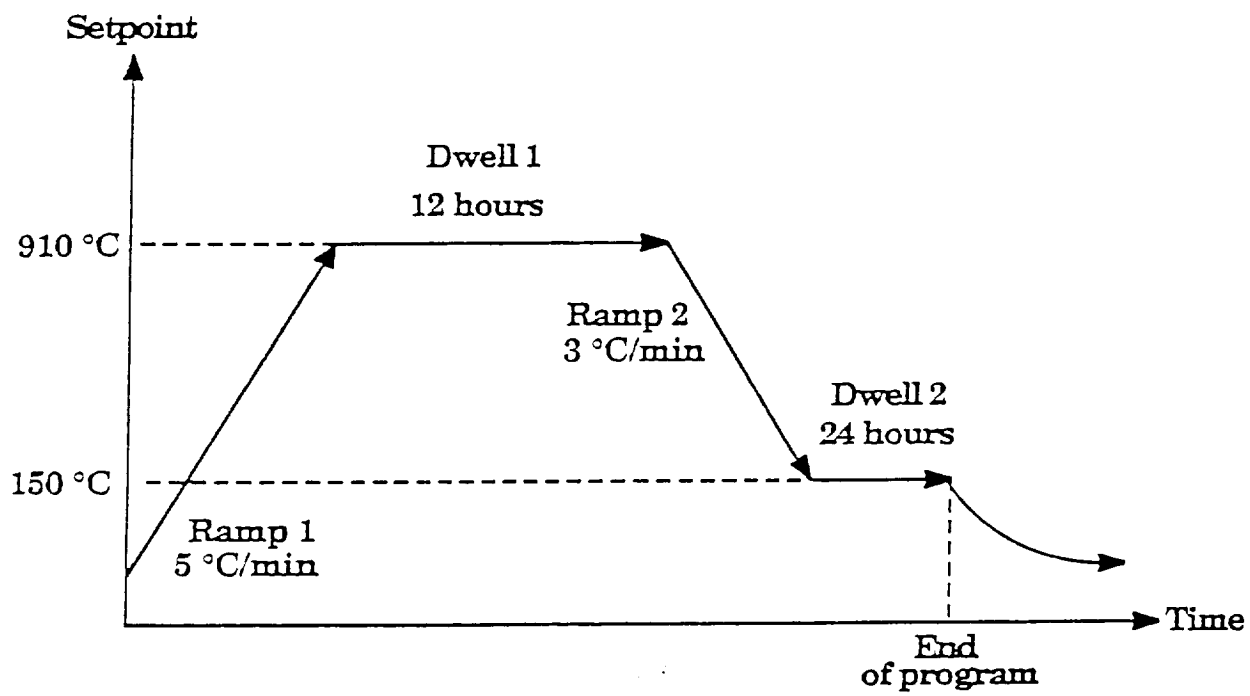 Setpoint
Dwell 1
12 hours
910 °C
Ramp 2
3 °C/min
Dwell 2
24 hours
150 °C
Ramp 1
5 °C/min
Time
End
of program